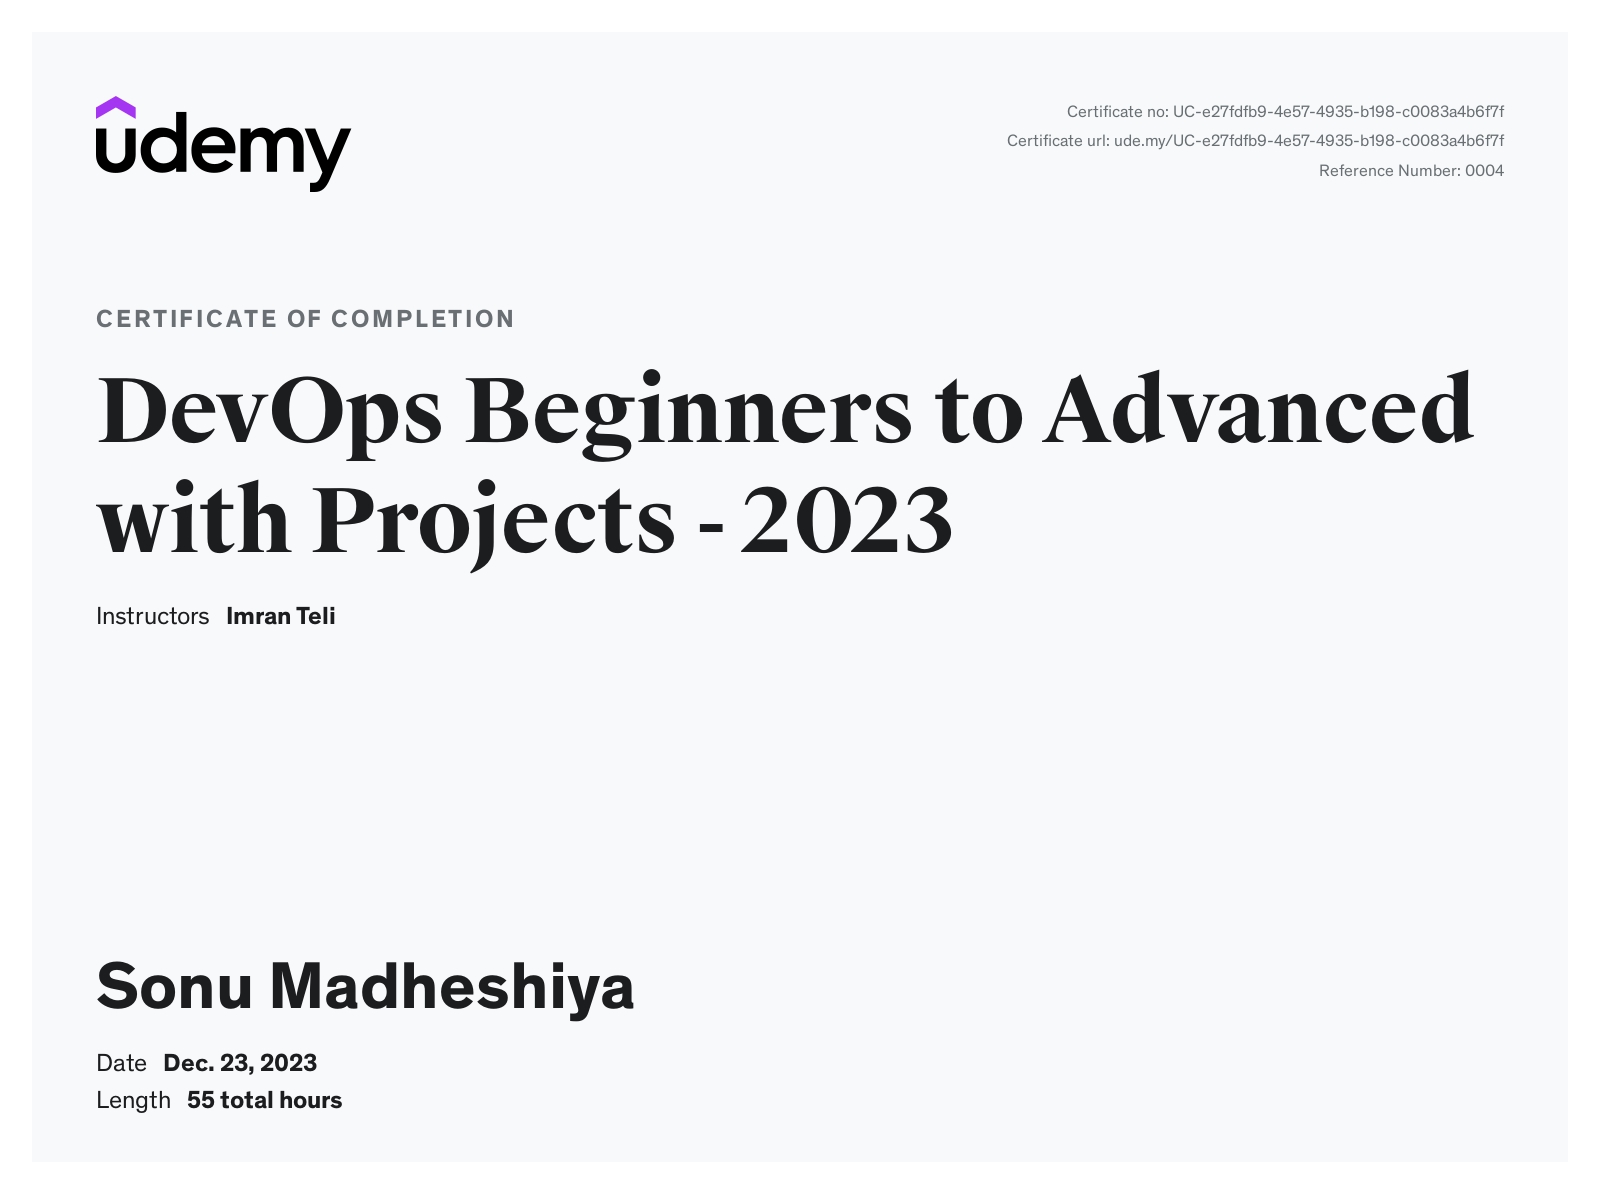 udemy
Certificate no: UC-e27fdfb9-4e57-4935-b198-c0083a4b6f7f
Certificate url: ude.my/UC-e27fdfb9-4e57-4935-b198-c0083a4b6f7f
Reference Number: 0004
CERTIFICATE OF COMPLETION
DevOps Beginners to Advanced
with Projects - 2023
Instructors Imran Teli
Sonu Madheshiya
Date Dec. 23, 2023
Length 55 total hours